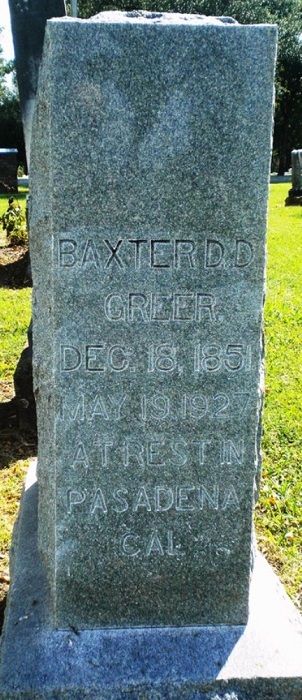 BAXTER D.D.
GREER.
DEC. 18, 1851
MAY 19, 1927
AT REST IN
PASADENA
CAL.